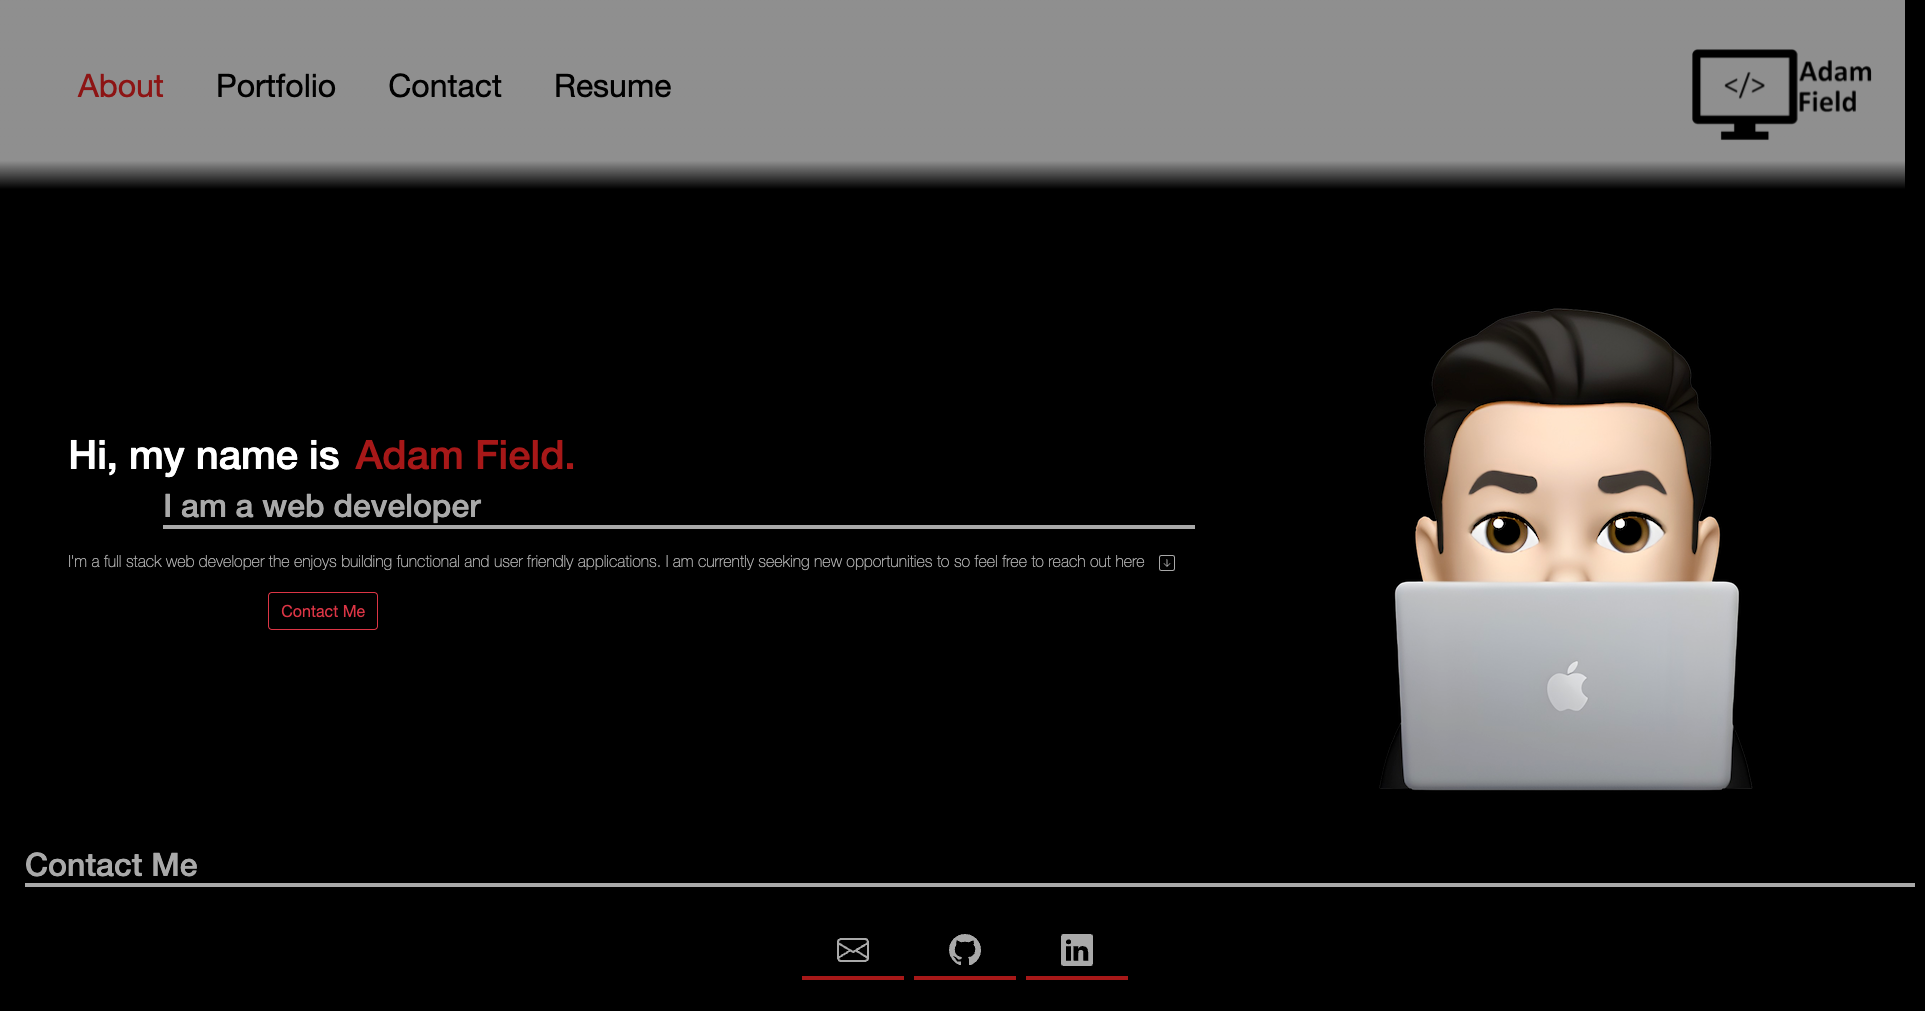 About Portfolio Contact Resume
</>
Adam
Field
Hi, my name is Adam Field.
I am a web developer
I'm a full stack web developer the enjoys building functional and user friendly applications. I am currently seeking new opportunities to so feel free to reach out here
Contact Me
Contact Me
in